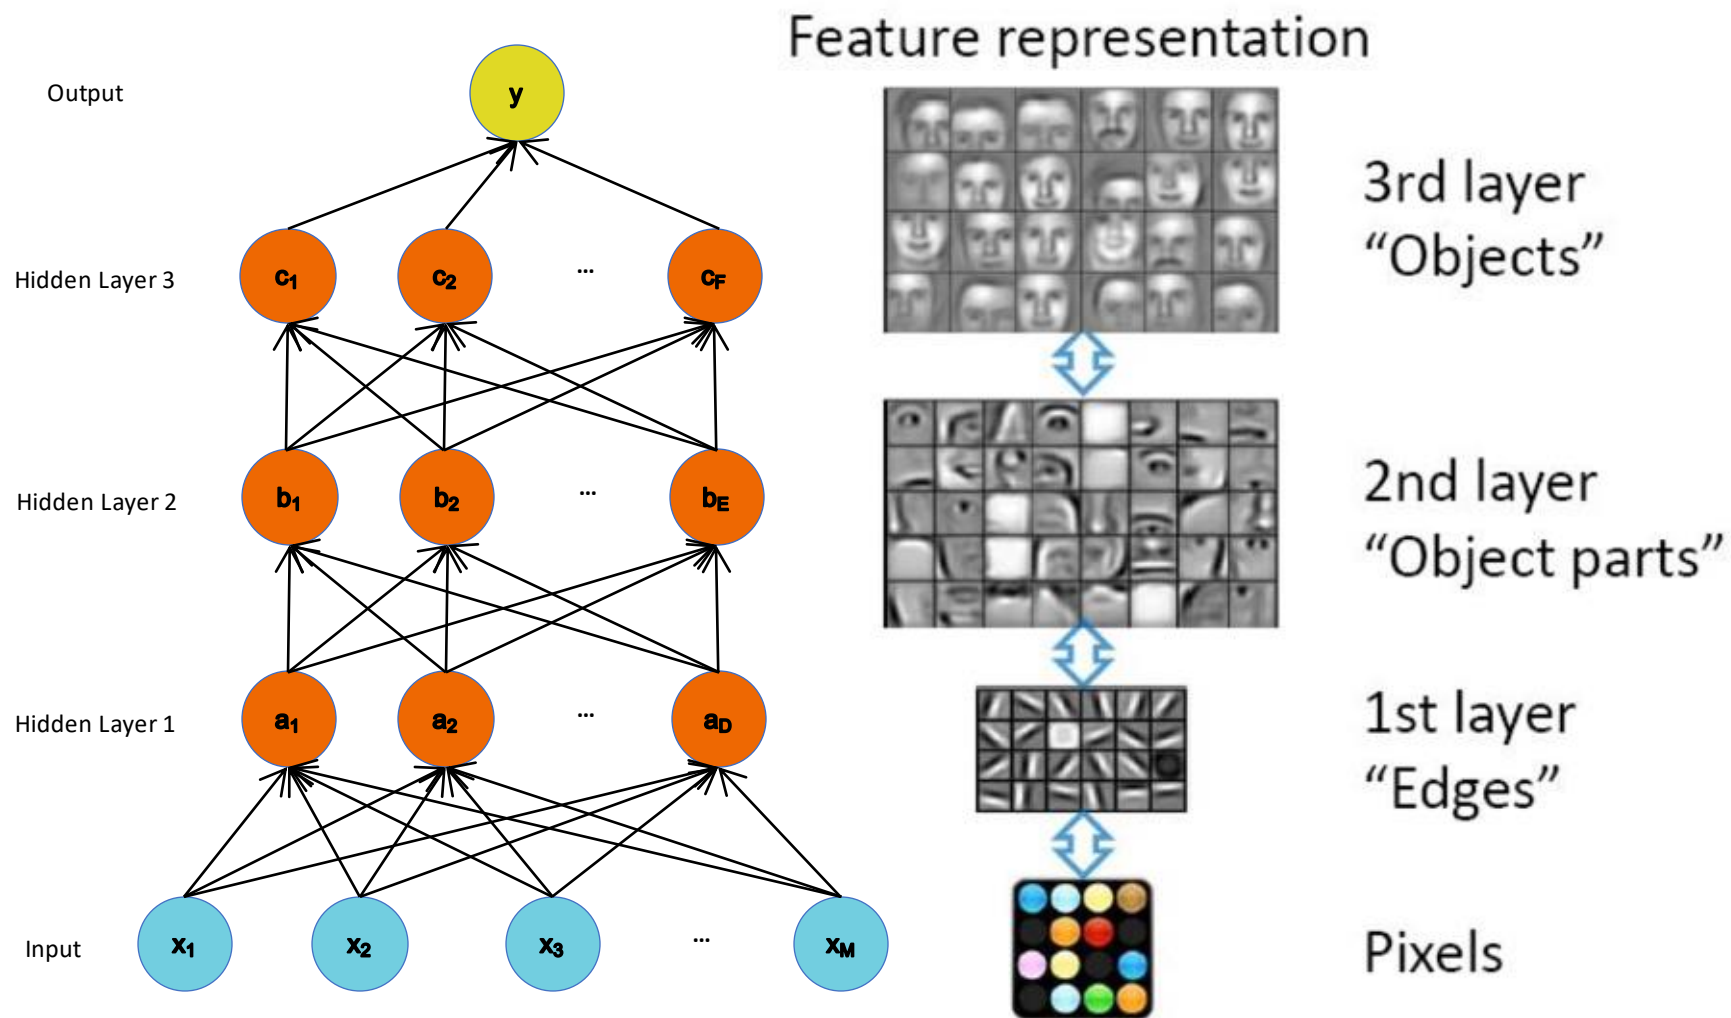 Feature representation
Output
y
3rd layer
“Objects”
Hidden Layer 3
c1
c2
...
cF
2nd layer
“Object parts”
Hidden Layer 2
b1
b2
...
bE
1st layer
“Edges”
Hidden Layer 1
a1
a2
...
aD
Pixels
Input
x1
x2
x3
...
xM